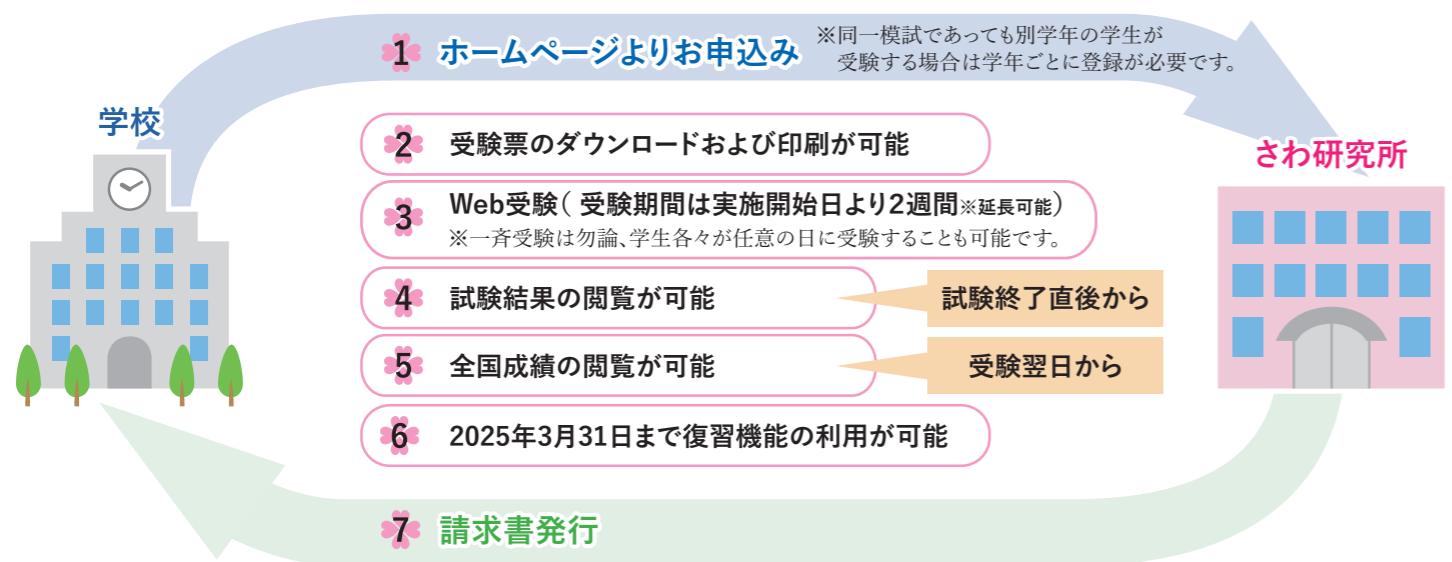 1 ホームページよりお申込み
※同一模試であっても別学年の学生が
受験する場合は学年ごとに登録が必要です。
学校
さわ研究所
2 受験票のダウンロードおよび印刷が可能
3 Web受験( 受験期間は実施開始日より2週間※延長可能)
※一斉受験は勿論、学生各々が任意の日に受験することも可能です。
4 試験結果の閲覧が可能
試験終了直後から
5 全国成績の閲覧が可能
受験翌日から
6 2025年3月31日まで復習機能の利用が可能
7 請求書発行